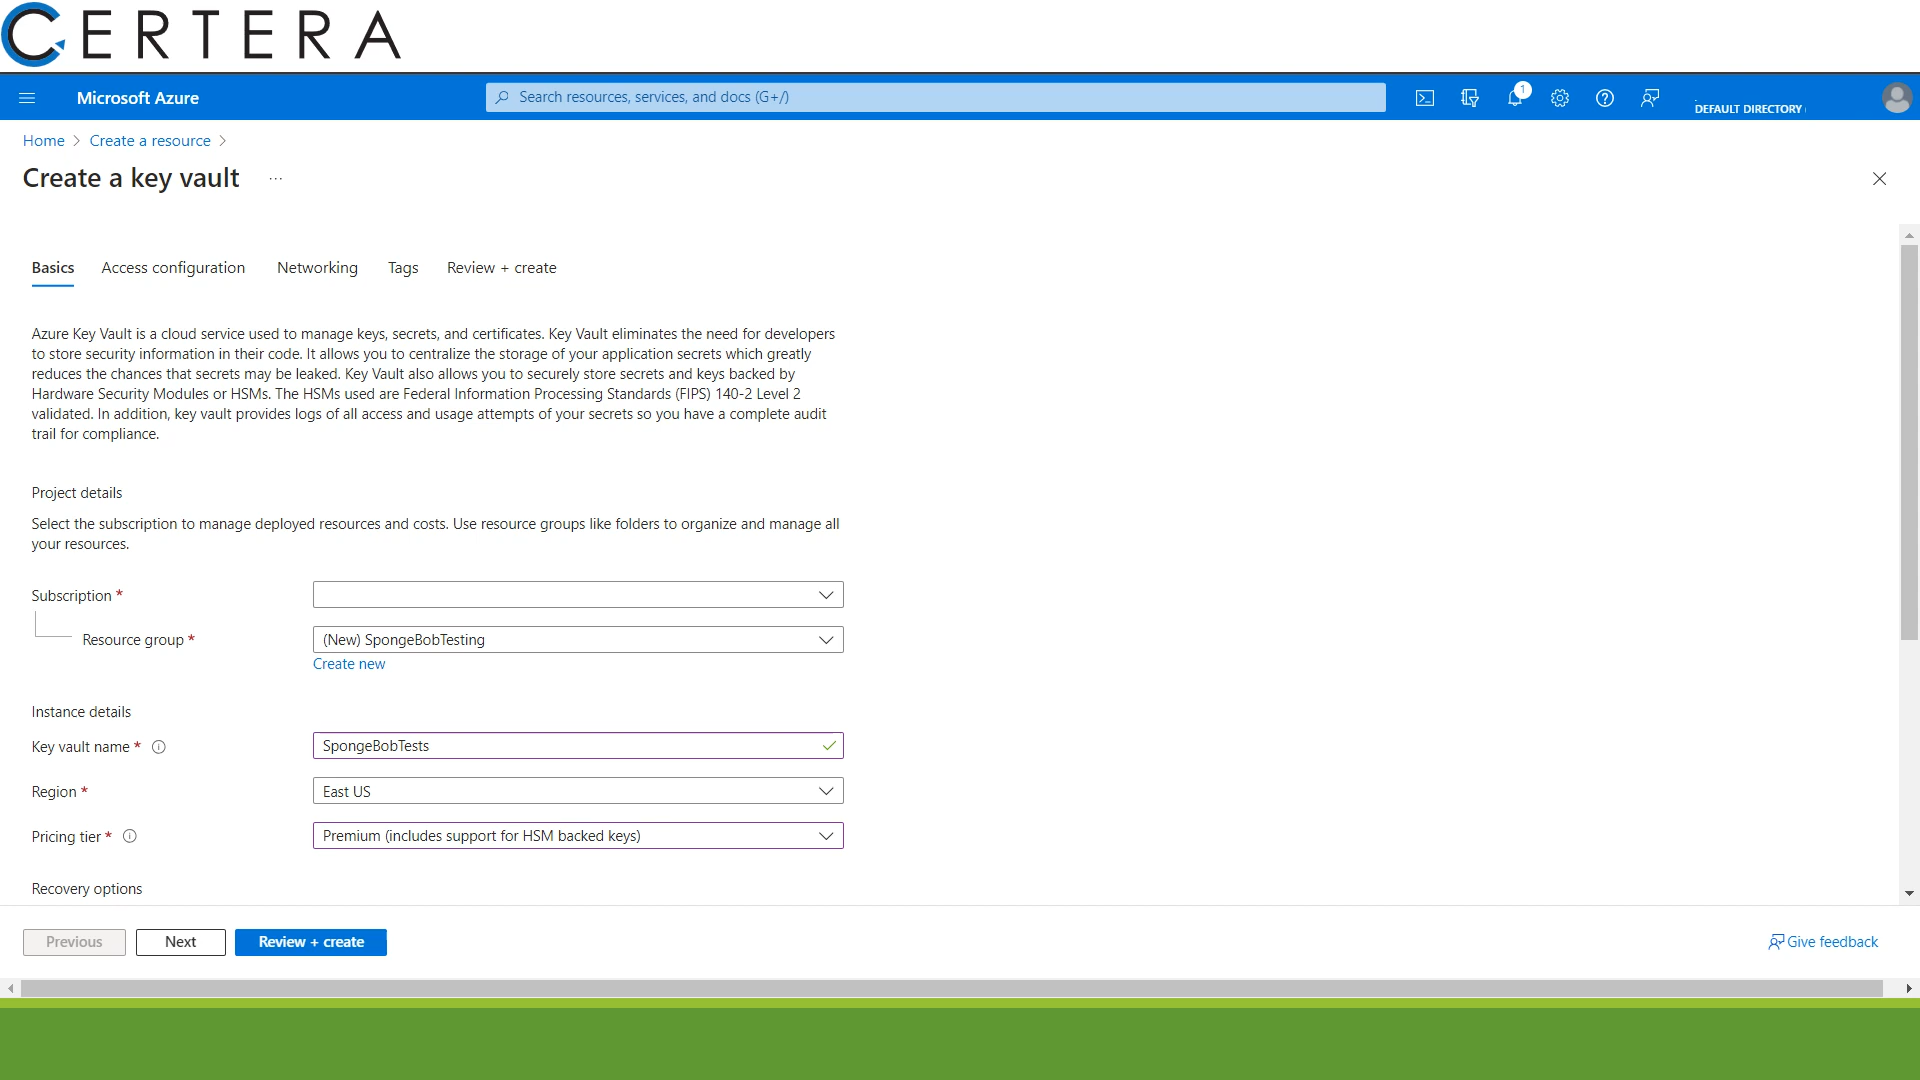 CERTERA
Microsoft Azure
Search resources, services, and docs (G+/)
1
DEFAULT DIRECTORY
Home > Create a resource >
Create a key vault ...
Basics Access configuration Networking Tags Review + create
Azure Key Vault is a cloud service used to manage keys, secrets, and certificates. Key Vault eliminates the need for developers
to store security information in their code. It allows you to centralize the storage of your application secrets which greatly
reduces the chances that secrets may be leaked. Key Vault also allows you to securely store secrets and keys backed by
Hardware Security Modules or HSMs. The HSMs used are Federal Information Processing Standards (FIPS) 140-2 Level 2
validated. In addition, key vault provides logs of all access and usage attempts of your secrets so you have a complete audit
trail for compliance.
Project details
Select the subscription to manage deployed resources and costs. Use resource groups like folders to organize and manage all
your resources.
Subscription *
Resource group * (New) SpongeBobTesting
Create new
Instance details
Key vault name * SpongeBobTests
Region * East US
Pricing tier * Premium (includes support for HSM backed keys)
Recovery options
Previous Next Review + create Give feedback